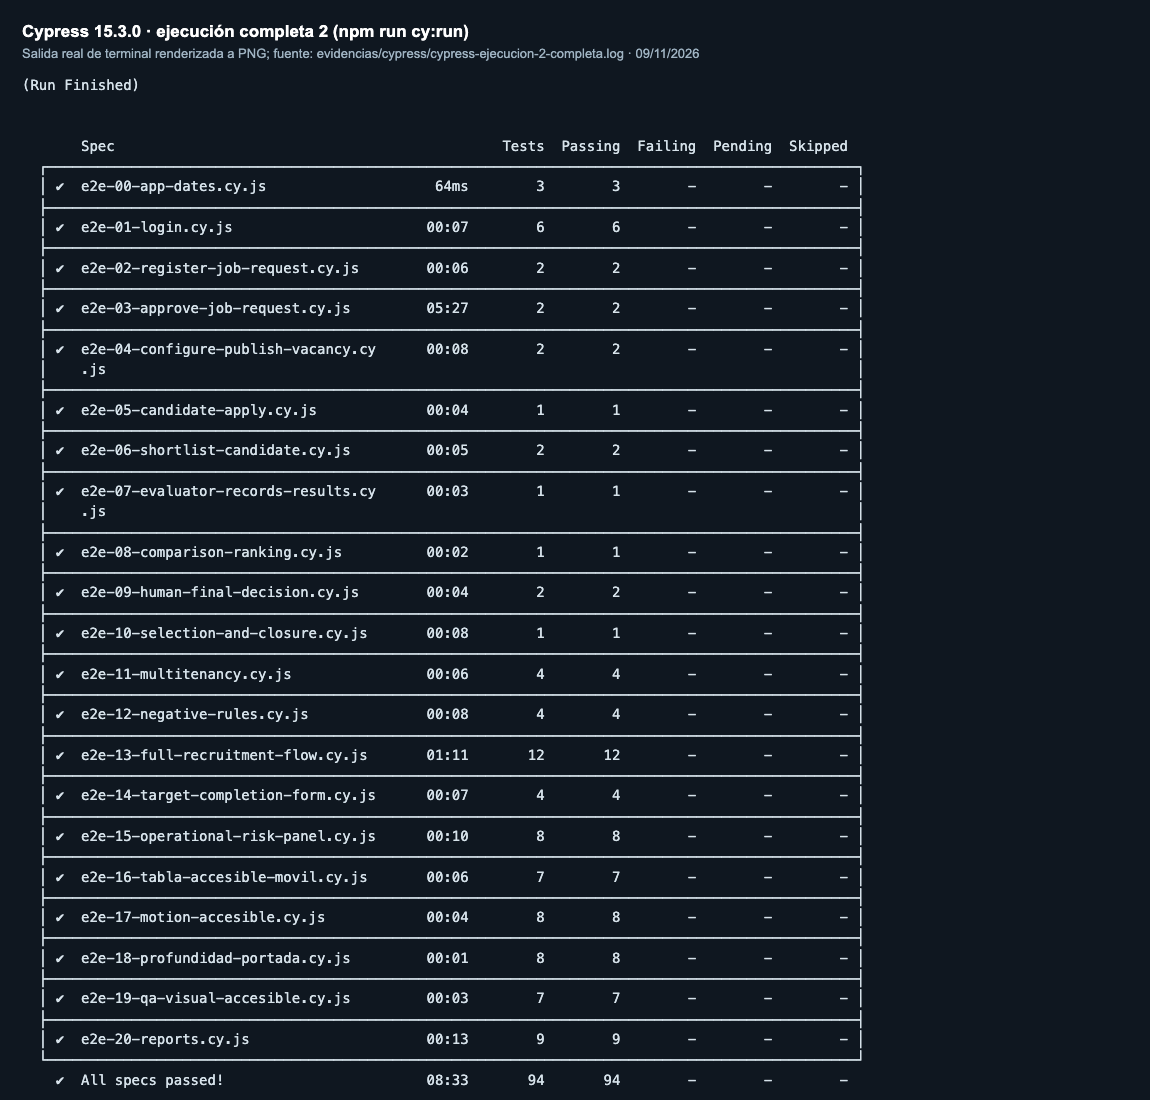 Cypress 15.3.0 · ejecución completa 2 (npm run cy:run)
Salida real de terminal renderizada a PNG; fuente: evidencias/cypress/cypress-ejecucion-2-completa.log · 09/11/2026
(Run Finished)
Spec Tests Passing Failing Pending Skipped
✔ e2e-00-app-dates.cy.js 64ms 3 3 - - -
✔ e2e-01-login.cy.js 00:07 6 6 - - -
✔ e2e-02-register-job-request.cy.js 00:06 2 2 - - -
✔ e2e-03-approve-job-request.cy.js 05:27 2 2 - - -
✔ e2e-04-configure-publish-vacancy.cy 00:08 2 2 - - -
.js
✔ e2e-05-candidate-apply.cy.js 00:04 1 1 - - -
✔ e2e-06-shortlist-candidate.cy.js 00:05 2 2 - - -
✔ e2e-07-evaluator-records-results.cy 00:03 1 1 - - -
.js
✔ e2e-08-comparison-ranking.cy.js 00:02 1 1 - - -
✔ e2e-09-human-final-decision.cy.js 00:04 2 2 - - -
✔ e2e-10-selection-and-closure.cy.js 00:08 1 1 - - -
✔ e2e-11-multitenancy.cy.js 00:06 4 4 - - -
✔ e2e-12-negative-rules.cy.js 00:08 4 4 - - -
✔ e2e-13-full-recruitment-flow.cy.js 01:11 12 12 - - -
✔ e2e-14-target-completion-form.cy.js 00:07 4 4 - - -
✔ e2e-15-operational-risk-panel.cy.js 00:10 8 8 - - -
✔ e2e-16-tabla-accesible-movil.cy.js 00:06 7 7 - - -
✔ e2e-17-motion-accesible.cy.js 00:04 8 8 - - -
✔ e2e-18-profundidad-portada.cy.js 00:01 8 8 - - -
✔ e2e-19-qa-visual-accesible.cy.js 00:03 7 7 - - -
✔ e2e-20-reports.cy.js 00:13 9 9 - - -
✔ All specs passed! 08:33 94 94 - - -